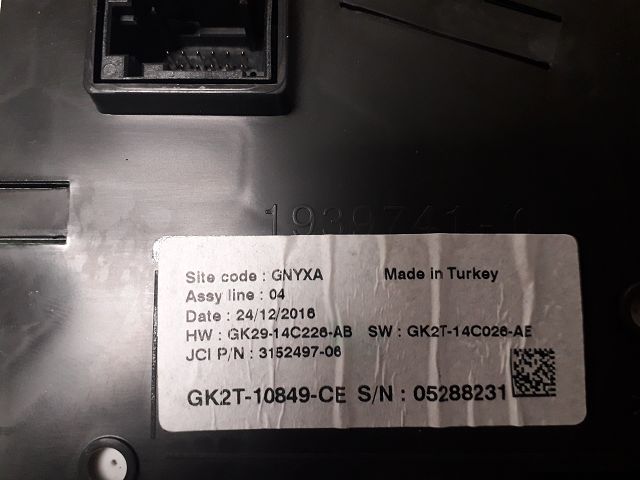 1939741-
Site code : GNYXA Made in Turkey
Assy line : 04
Date : 24/12/2016
HW : GK29-14C226-AB SW : GK2T-14C026-AE
JCI P/N : 3152497-06
GK2T-10849-CE S/N : 05288231